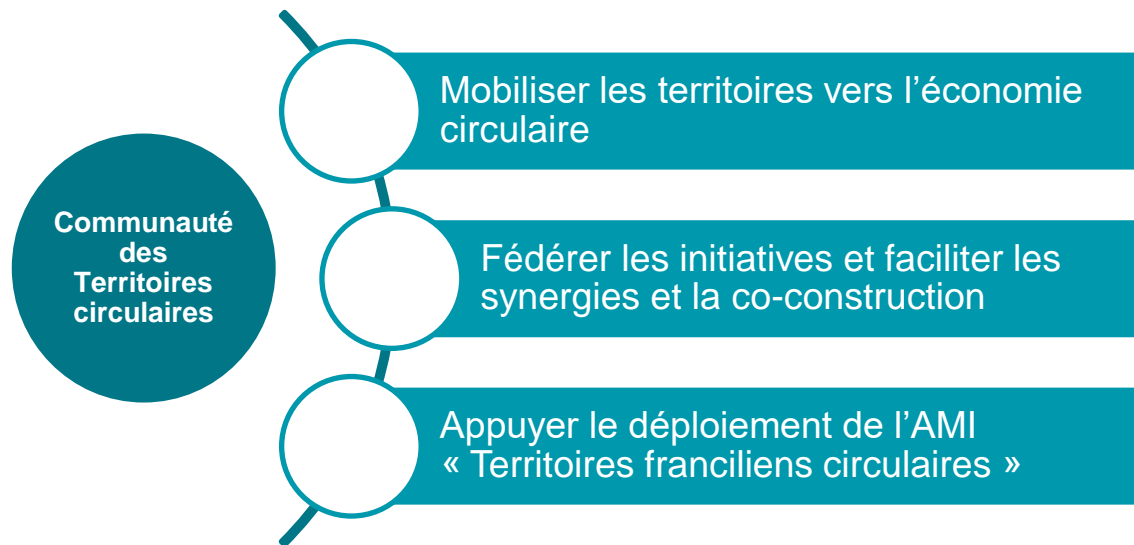 Communauté
des
Territoires
circulaires
Mobiliser les territoires vers l’économie
circulaire
Fédérer les initiatives et faciliter les
synergies et la co-construction
Appuyer le déploiement de l’AMI
« Territoires franciliens circulaires »